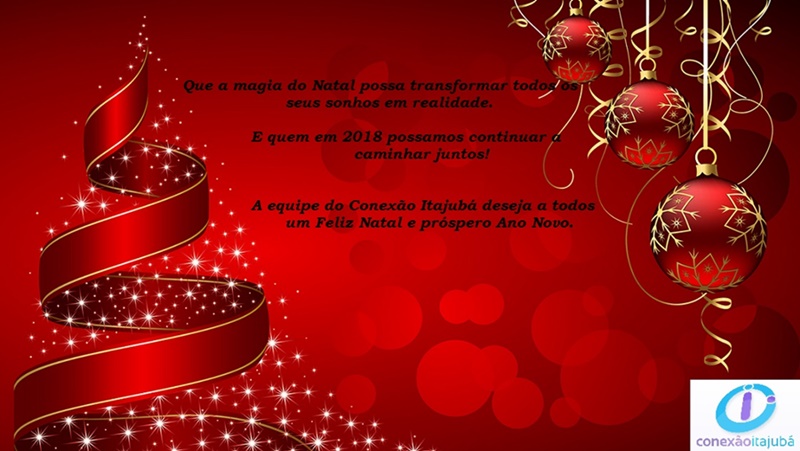 Que a magia do Natal possa transformar todos os
seus sonhos em realidade.
E quem em 2018 possamos continuar a
caminhar juntos!
A equipe do Conexão Itajubá deseja a todos
um Feliz Natal e próspero Ano Novo.
conexãoitajubá